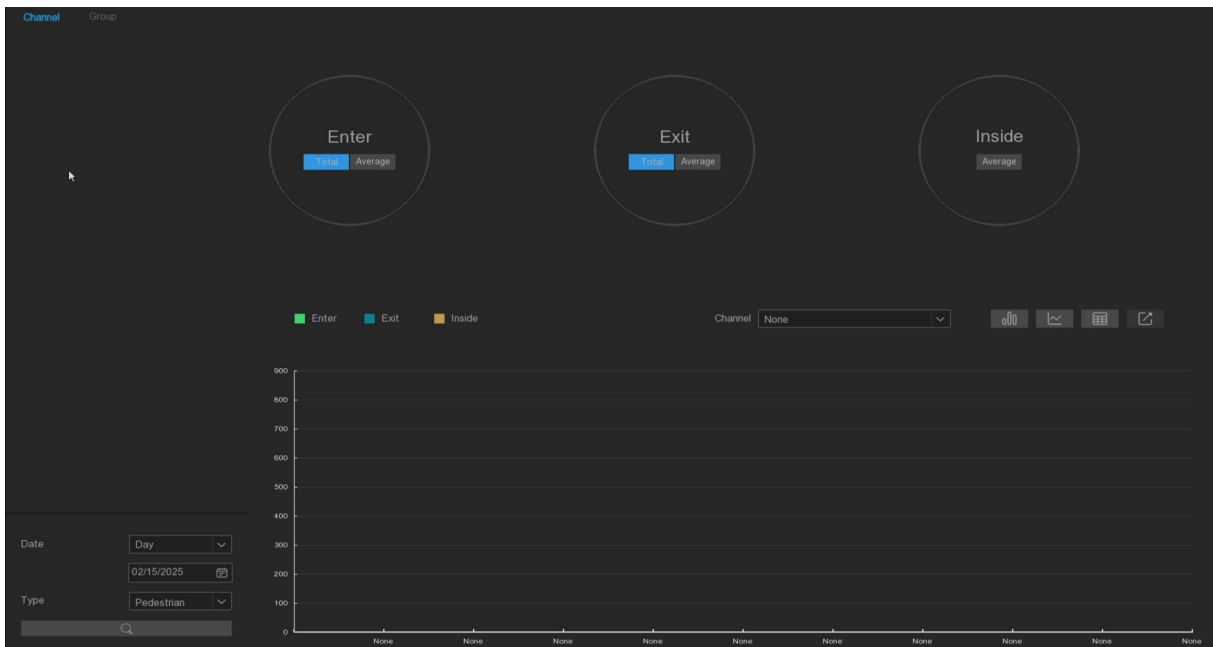 Channel Group
Enter
Total Average
Exit
Total Average
Inside
Average
Enter Exit Inside
Channel None
900
800
700
600
500
400
300
200
100
0
None None None None None None None None None None
Date Day
02/15/2025
Type Pedestrian